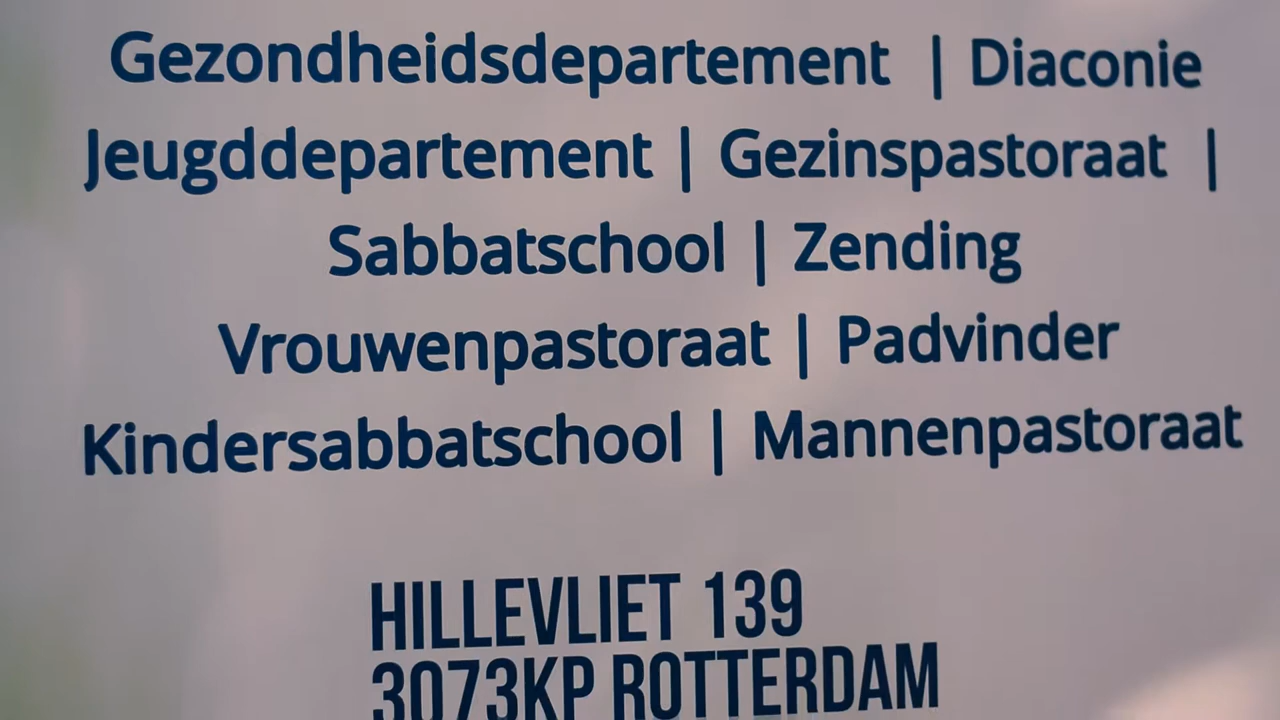 Gezondheidsdepartement | Diaconie
Jeugddepartement | Gezinspastoraat |
Sabbatschool | Zending
Vrouwenpastoraat | Padvinder
Kindersabbatschool | Mannenpastoraat
HILLEVLIET 139
3073KP ROTTERDAM